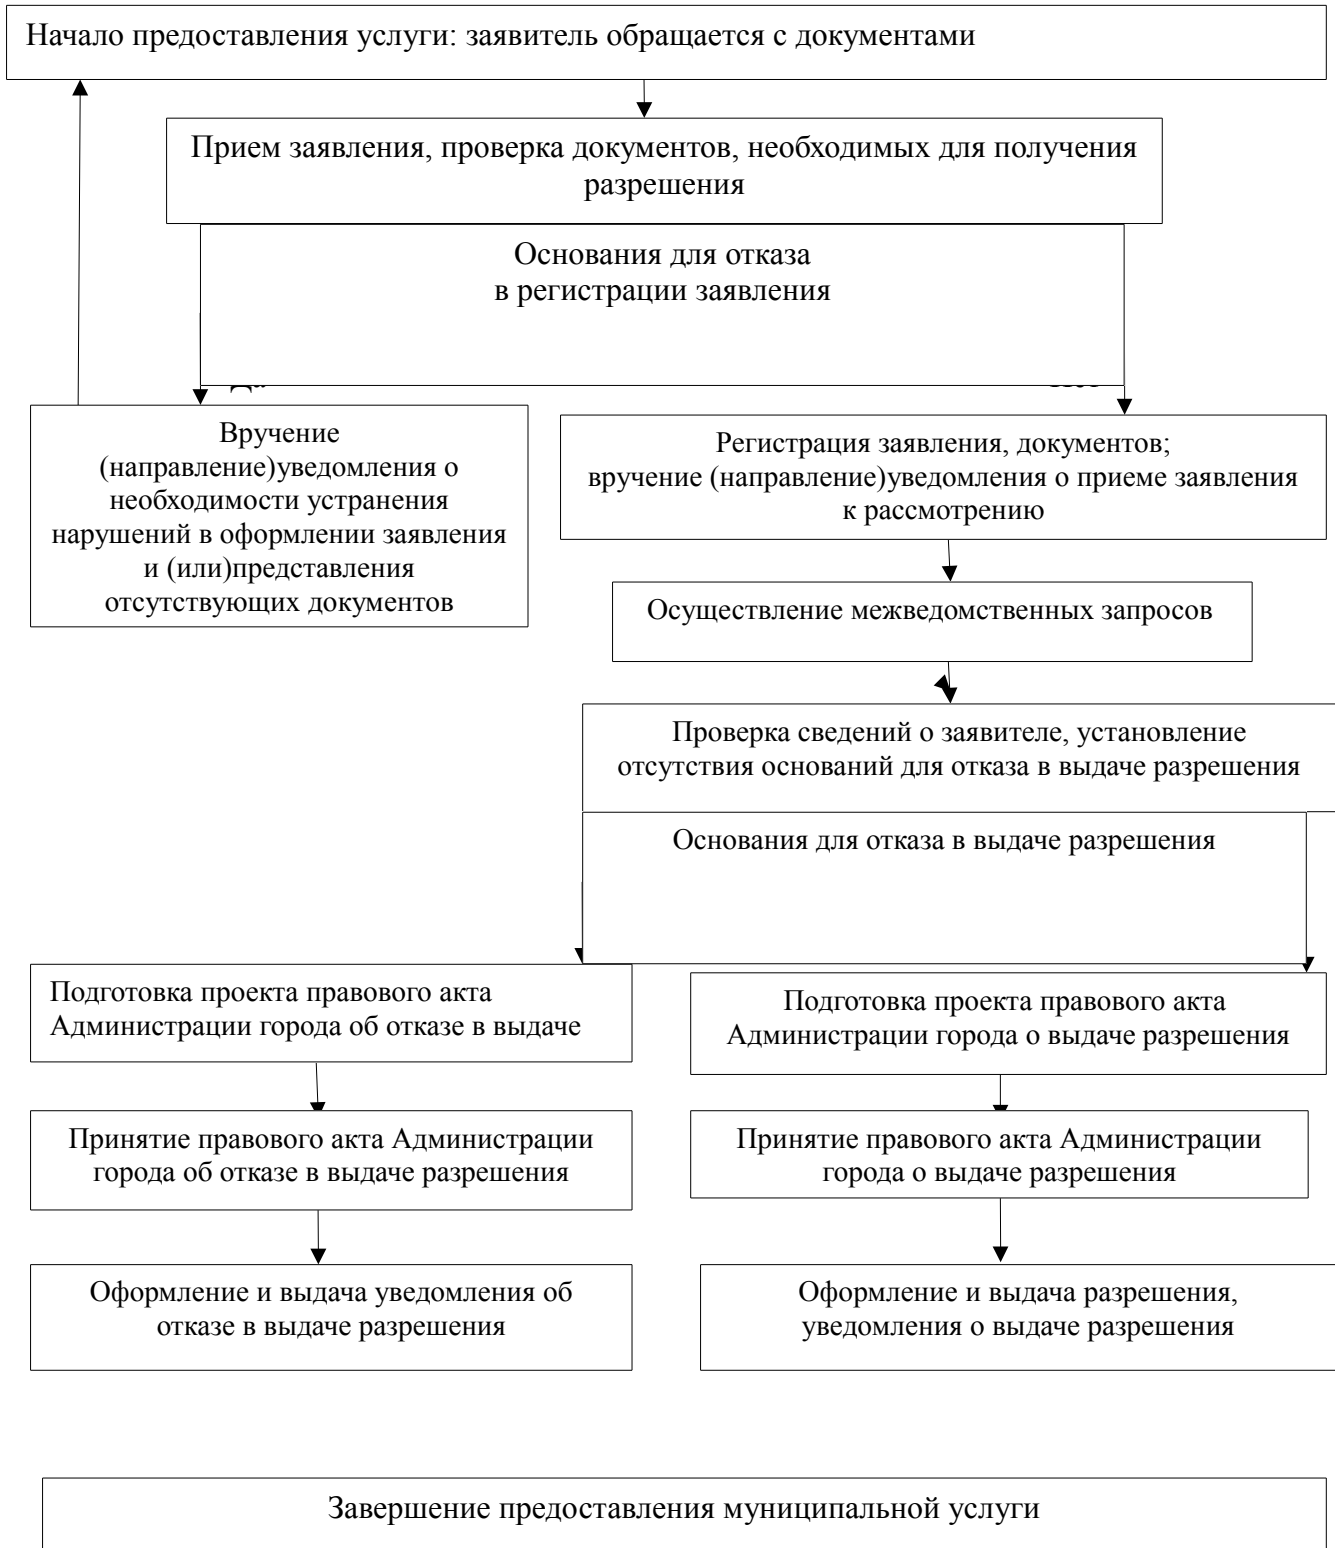 Начало предоставления услуги: заявитель обращается с документами
Прием заявления, проверка документов, необходимых для получения
разрешения
Основания для отказа
в регистрации заявления
Вручение
(направление)уведомления о
необходимости устранения
нарушений в оформлении заявления
и (или)представления
отсутствующих документов
Регистрация заявления, документов;
вручение (направление)уведомления о приеме заявления
к рассмотрению
Осуществление межведомственных запросов
Проверка сведений о заявителе, установление
отсутствия оснований для отказа в выдаче разрешения
Основания для отказа в выдаче разрешения
Подготовка проекта правового акта
Администрации города об отказе в выдаче
Подготовка проекта правового акта
Администрации города о выдаче разрешения
Принятие правового акта Администрации
города об отказе в выдаче разрешения
Принятие правового акта Администрации
города о выдаче разрешения
Оформление и выдача уведомления об
отказе в выдаче разрешения
Оформление и выдача разрешения,
уведомления о выдаче разрешения
Завершение предоставления муниципальной услуги